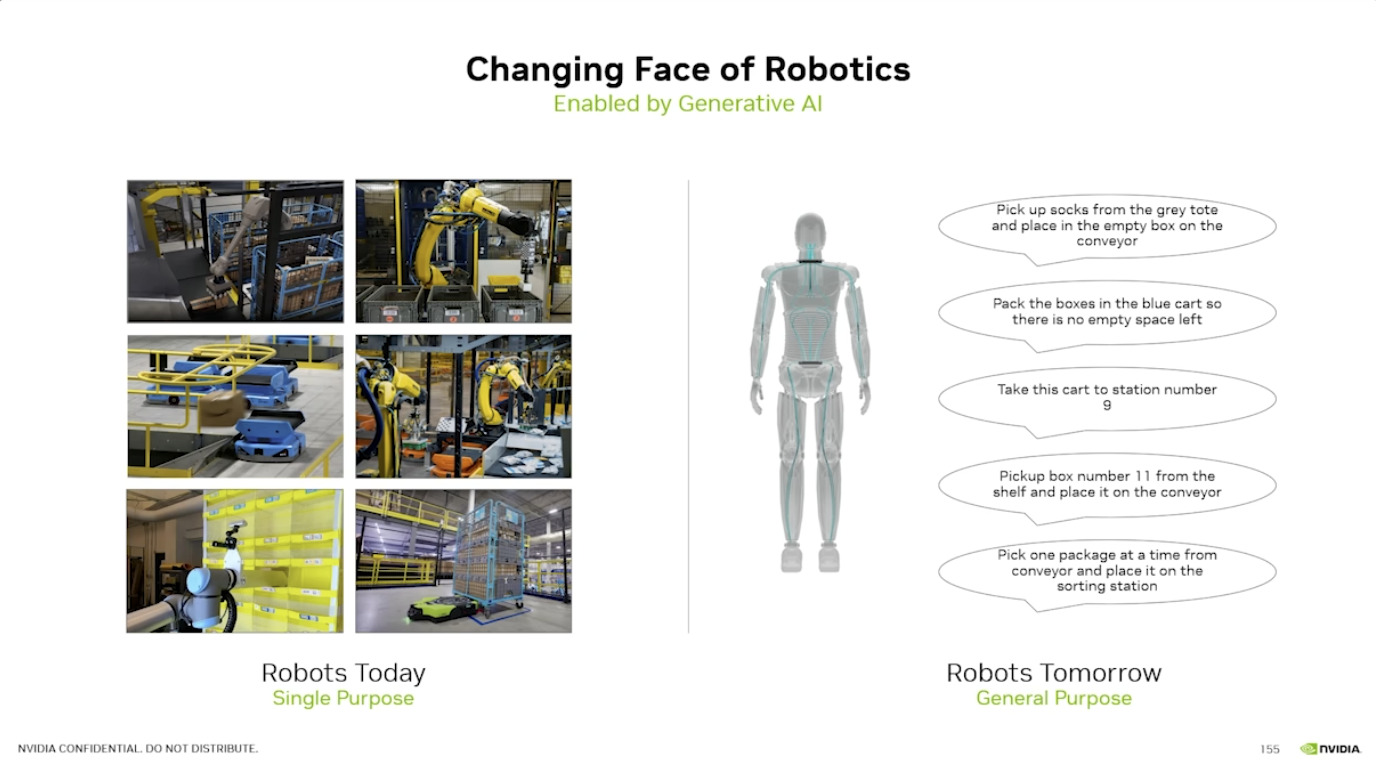 Changing Face of Robotics
Enabled by Generative AI
Pick up socks from the grey tote
and place in the empty box on the
conveyor
Pack the boxes in the blue cart so
there is no empty space left
Take this cart to station number
9
Pickup box number 11 from the
shelf and place it on the conveyor
Pick one package at a time from
conveyor and place it on the
sorting station
Robots Today
Single Purpose
Robots Tomorrow
General Purpose
NVIDIA CONFIDENTIAL. DO NOT DISTRIBUTE.
155
NVIDIA.